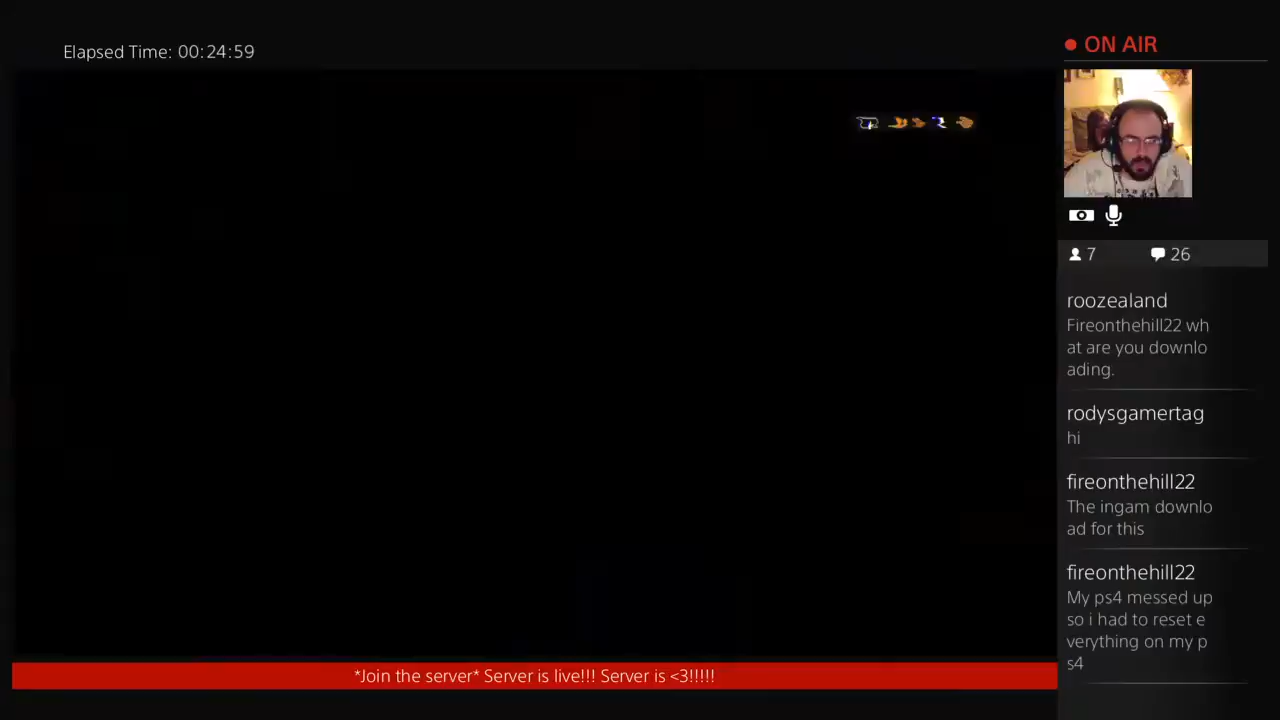 Elapsed Time: 00:24:59
ON AIR
7
26
roozealand
Fireonthehill22 wh
at are you downlo
ading.
rodysgamertag
hi
fireonthehill22
The ingam downlo
ad for this
fireonthehill22
My ps4 messed up
so i had to reset e
verything on my p
s4
*Join the server* Server is live!!! Server is <3!!!!!